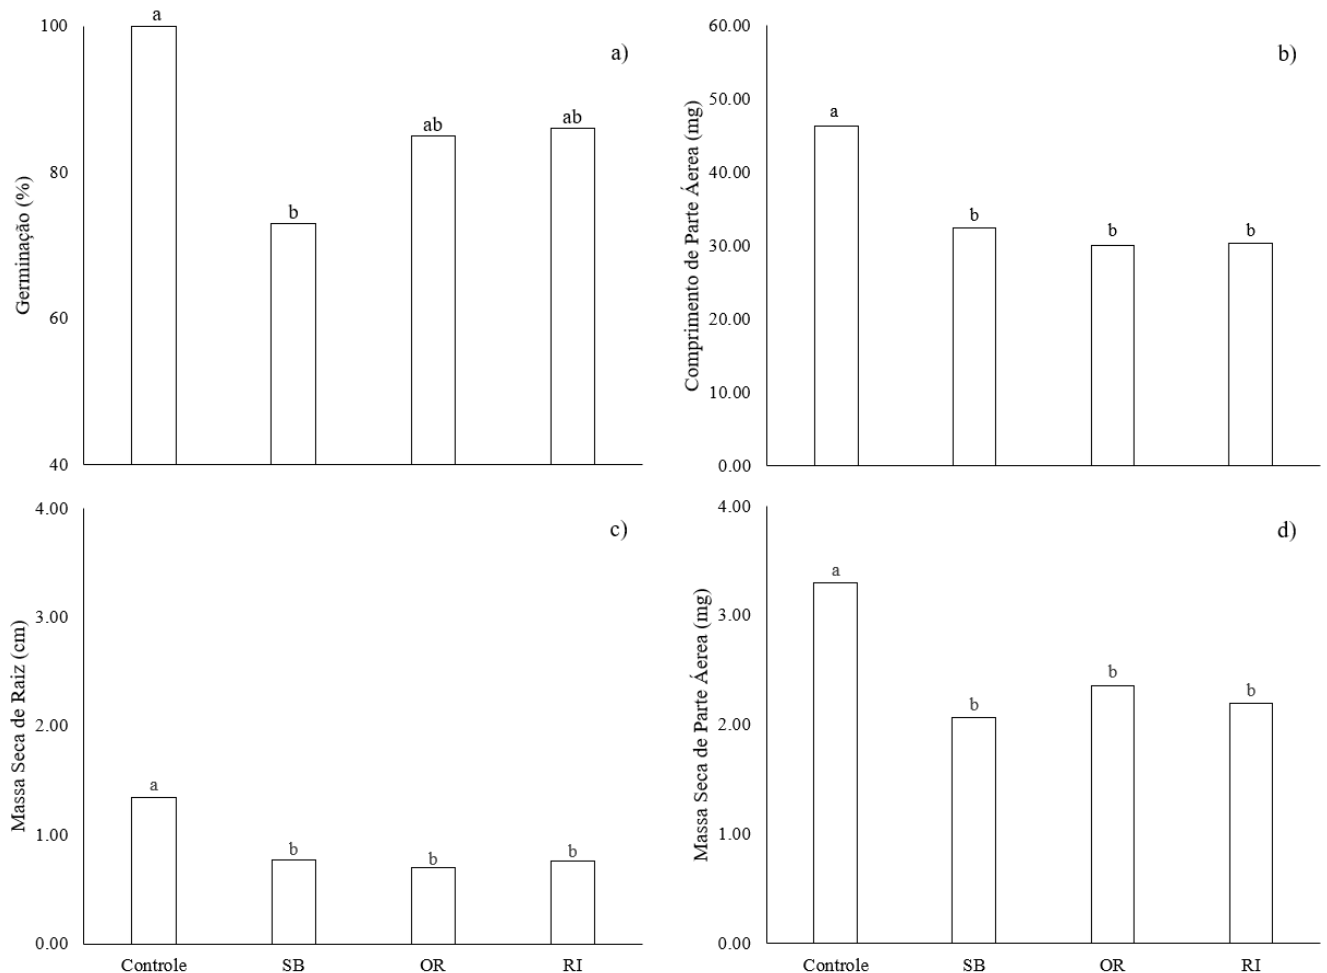 100
80
60
40
Germinação (%)
a
b
ab
ab
a)
60.00
50.00
40.00
30.00
20.00
10.00
0.00
Comprimento de Parte Áerea (mg)
a
b
b
b
b)
4.00
3.00
2.00
1.00
0.00
Massa Seca de Raiz (cm)
a
b
b
b
c)
Controle SB OR RI
4.00
3.00
2.00
1.00
0.00
Massa Seca de Parte Áerea (mg)
a
b
b
b
d)
Controle SB OR RI